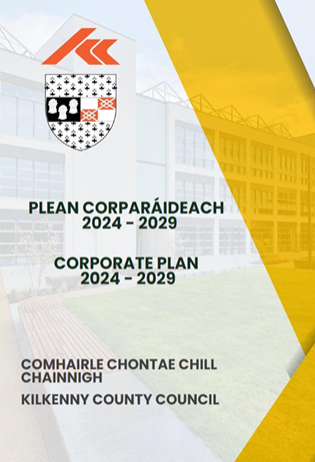 PLEAN CORPARÁIDEACH
2024 - 2029
CORPORATE PLAN
2024 - 2029
COMHAIRLE CHONTAE CHILL
CHAINNIGH
KILKENNY COUNTY COUNCIL